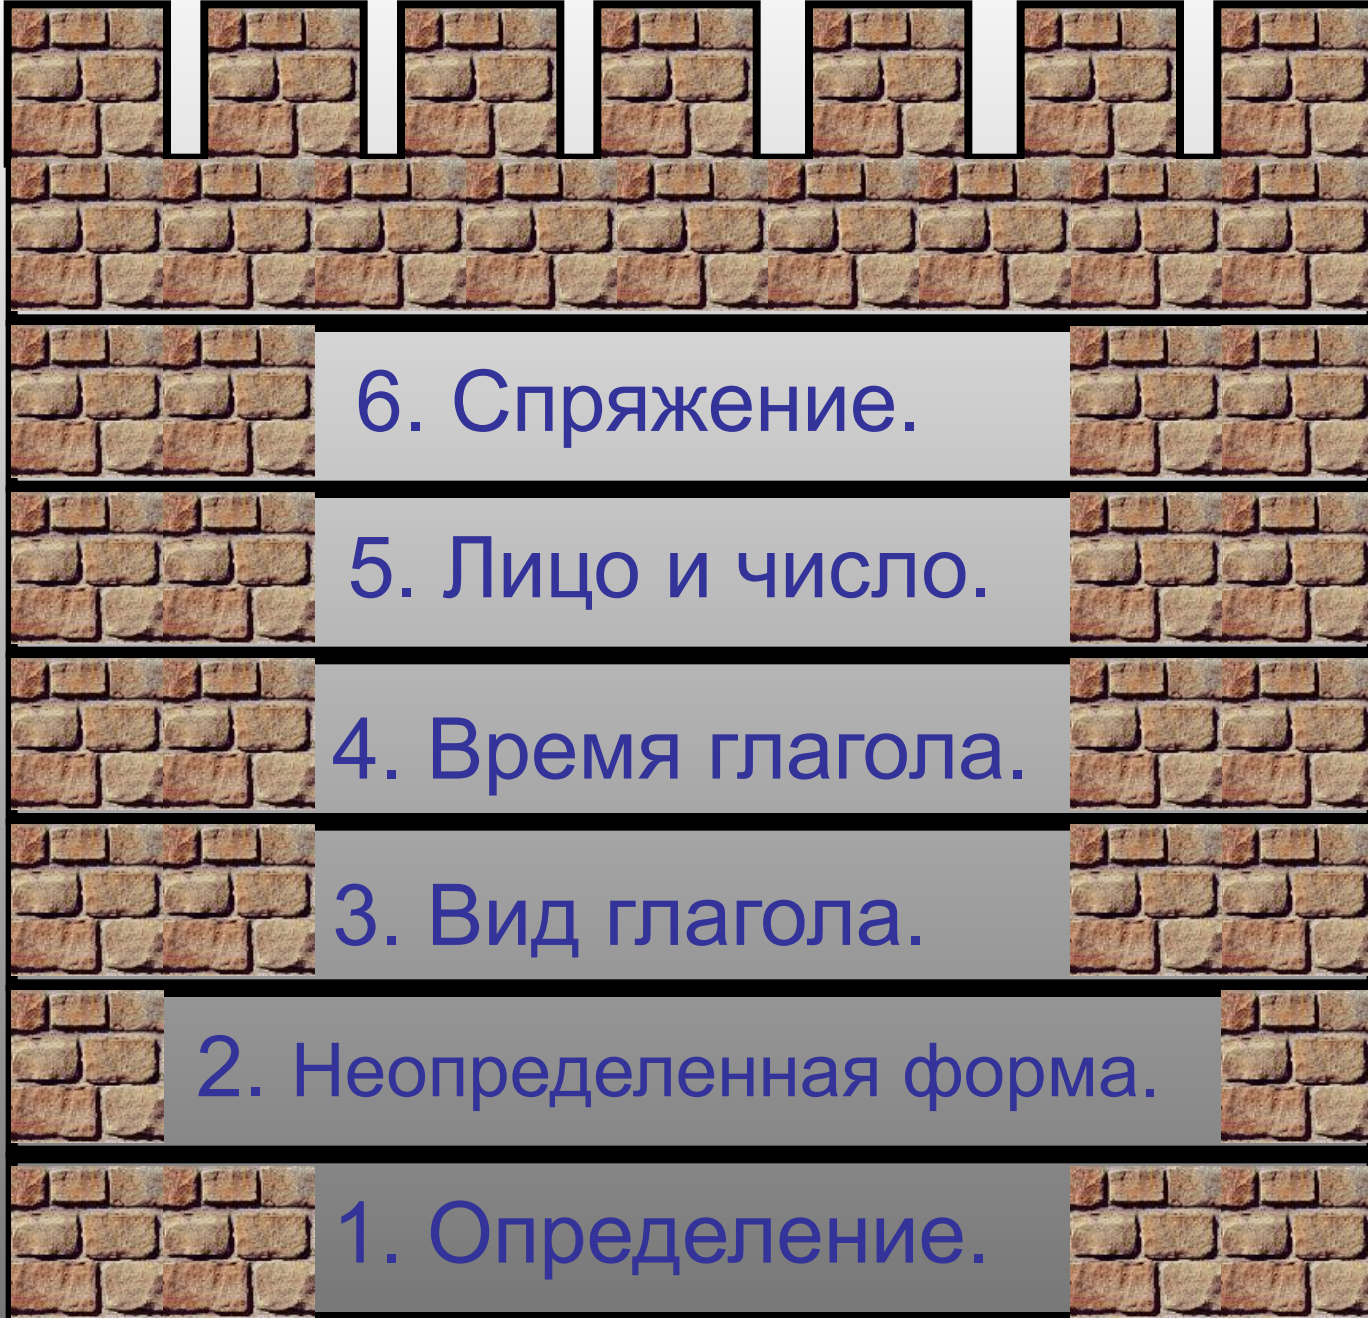 6. Спряжение.
5. Лицо и число.
4. Время глагола.
3. Вид глагола.
2. Неопределенная форма.
1. Определение.